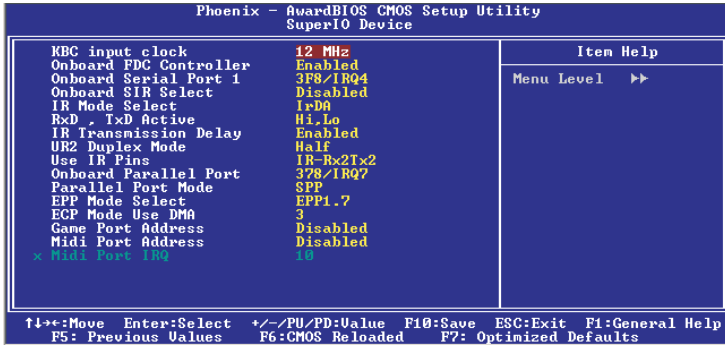 Phoenix - AwardBIOS CMOS Setup Utility
SuperIO Device
KBC input clock 12 MHz
Onboard FDC Controller Enabled
Onboard Serial Port 1 3F8/IRQ4
Onboard SIR Select Disabled
IR Mode Select IrDA
RxD , TxD Active Hi,Lo
IR Transmission Delay Enabled
UR2 Duplex Mode Half
Use IR Pins IR-Rx2Tx2
Onboard Parallel Port 378/IRQ7
Parallel Port Mode SPP
EPP Mode Select EPP1.7
ECP Mode Use DMA 3
Game Port Address Disabled
Midi Port Address Disabled
x Midi Port IRQ 10
Item Help
Menu Level ▸▸
↑↓→←:Move Enter:Select +/-/PU/PD:Value F10:Save ESC:Exit F1:General Help
F5: Previous Values F6:CMOS Reloaded F7: Optimized Defaults